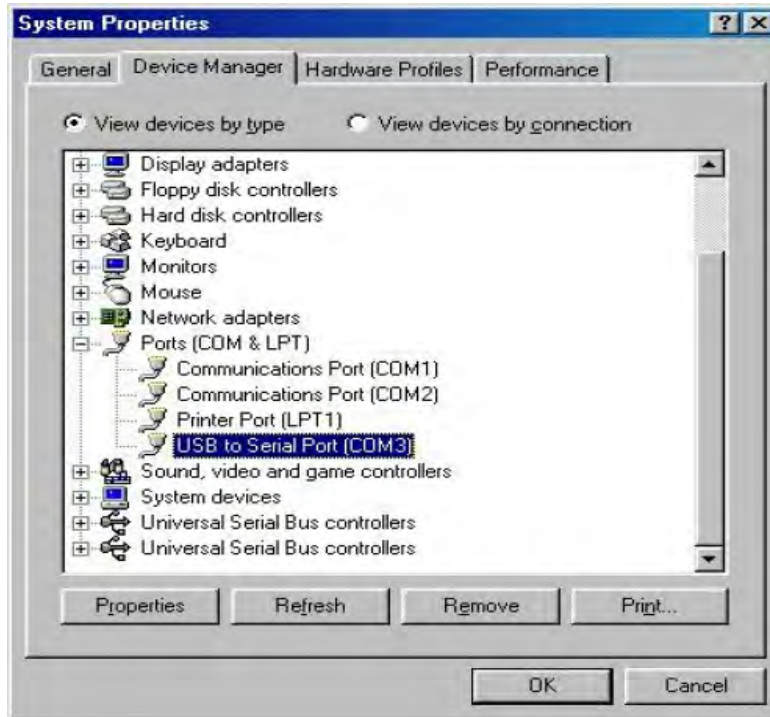 System Properties
General Device Manager Hardware Profiles Performance
View devices by type View devices by connection
Display adapters
Floppy disk controllers
Hard disk controllers
Keyboard
Monitors
Mouse
Network adapters
Ports (COM & LPT)
Communications Port (COM1)
Communications Port (COM2)
Printer Port (LPT1)
USB to Serial Port (COM3)
Sound, video and game controllers
System devices
Universal Serial Bus controllers
Universal Serial Bus controllers
Properties Refresh Remove Print...
OK Cancel